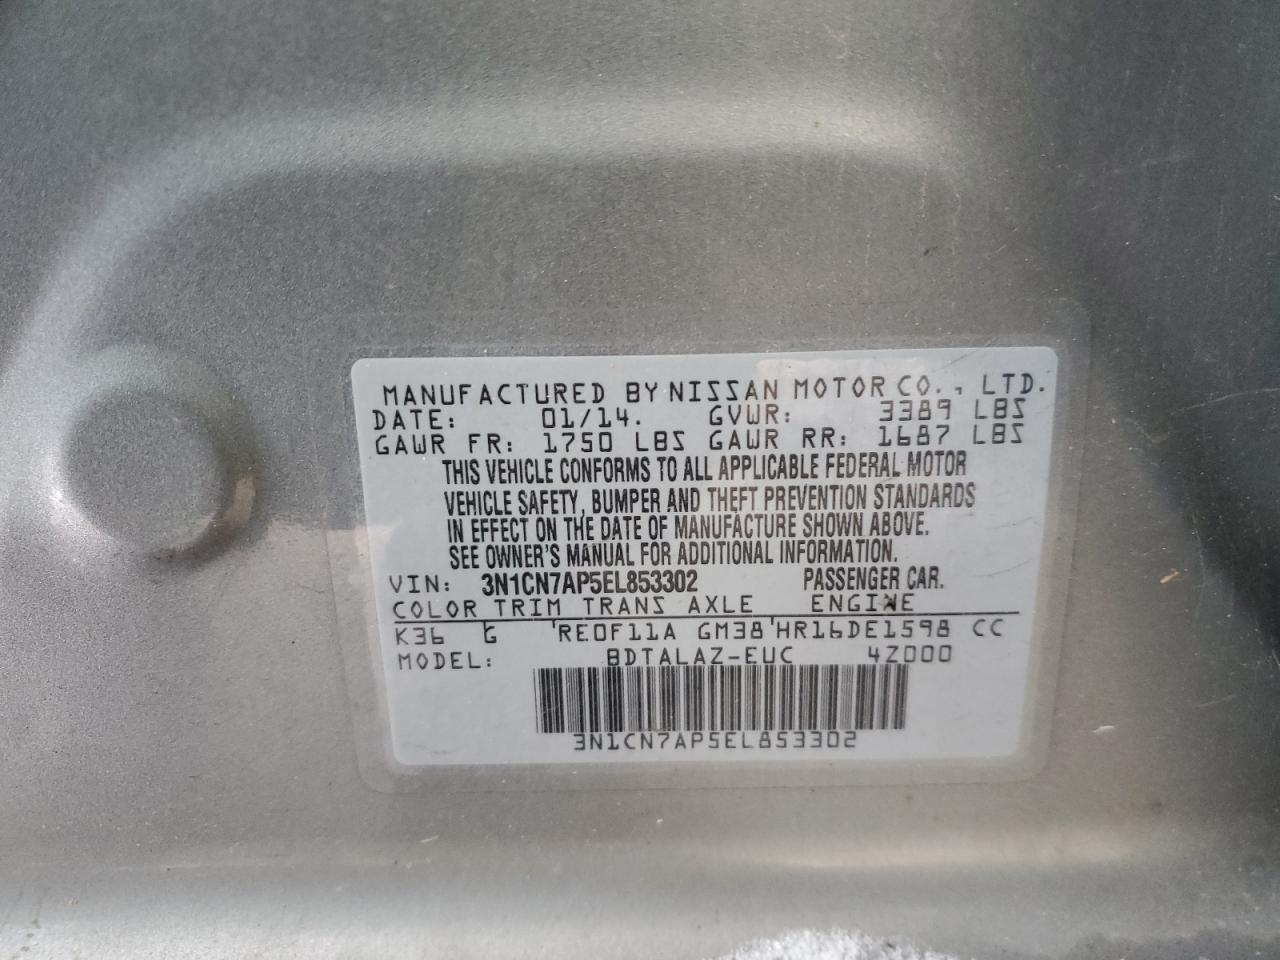 MANUFACTURED BY NISSAN MOTOR CO., LTD.
DATE: 01/14. GVWR: 3389 LBS
GAWR FR: 1750 LBS GAWR RR: 1687 LBS
THIS VEHICLE CONFORMS TO ALL APPLICABLE FEDERAL MOTOR
VEHICLE SAFETY, BUMPER AND THEFT PREVENTION STANDARDS
IN EFFECT ON THE DATE OF MANUFACTURE SHOWN ABOVE.
SEE OWNER'S MANUAL FOR ADDITIONAL INFORMATION.
VIN: 3N1CN7AP5EL853302 PASSENGER CAR.
COLOR TRIM TRANS AXLE ENGINE
K36 G 'RE0F11A GM38'HR16DE1598 CC
MODEL: BDTALAZ-EUC 4Z000
3N1CN7AP5EL853302